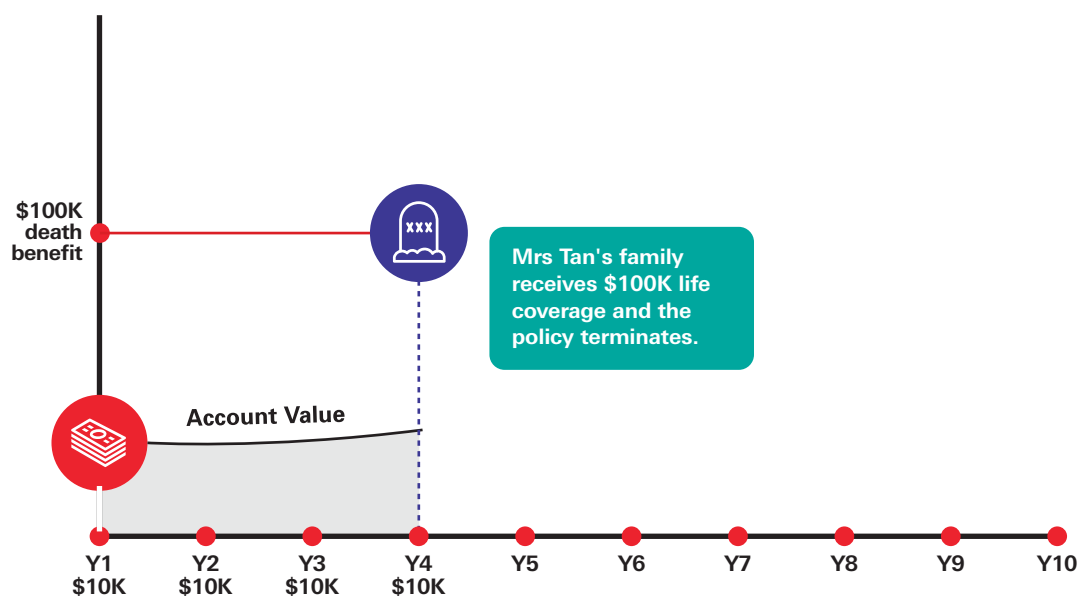 $100K
death
benefit
xxx
Mrs Tan's family
receives $100K life
coverage and the
policy terminates.
Account Value
Y1 Y2 Y3 Y4 Y5 Y6 Y7 Y8 Y9 Y10
$10K $10K $10K $10K